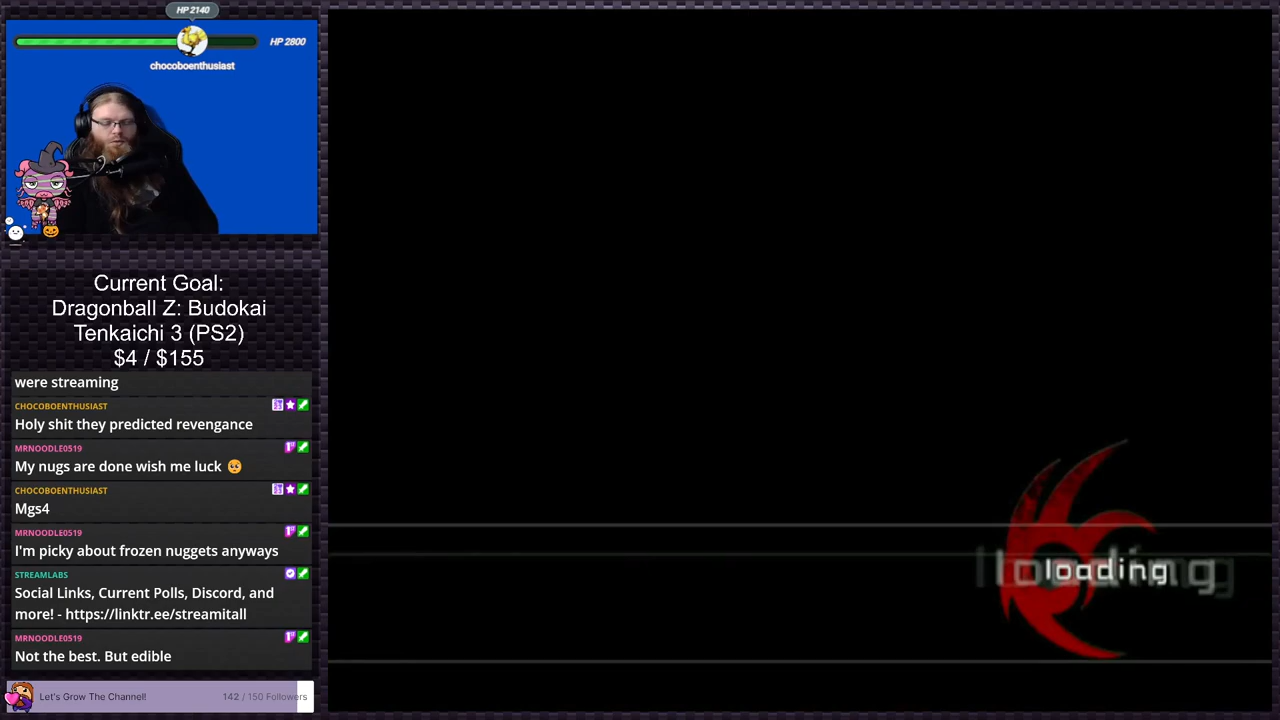 HP 2140
HP 2800
chocoboenthusiast
Current Goal:
Dragonball Z: Budokai
Tenkaichi 3 (PS2)
$4 / $155
were streaming
CHOCOBOENTHUSIAST
Holy shit they predicted revengance
MRNOODLE0519
My nugs are done wish me luck 🥺
CHOCOBOENTHUSIAST
Mgs4
MRNOODLE0519
I'm picky about frozen nuggets anyways
STREAMLABS
Social Links, Current Polls, Discord, and
more! - https://linktr.ee/streamitall
MRNOODLE0519
Not the best. But edible
Let's Grow The Channel!
142 / 150 Followers
loading